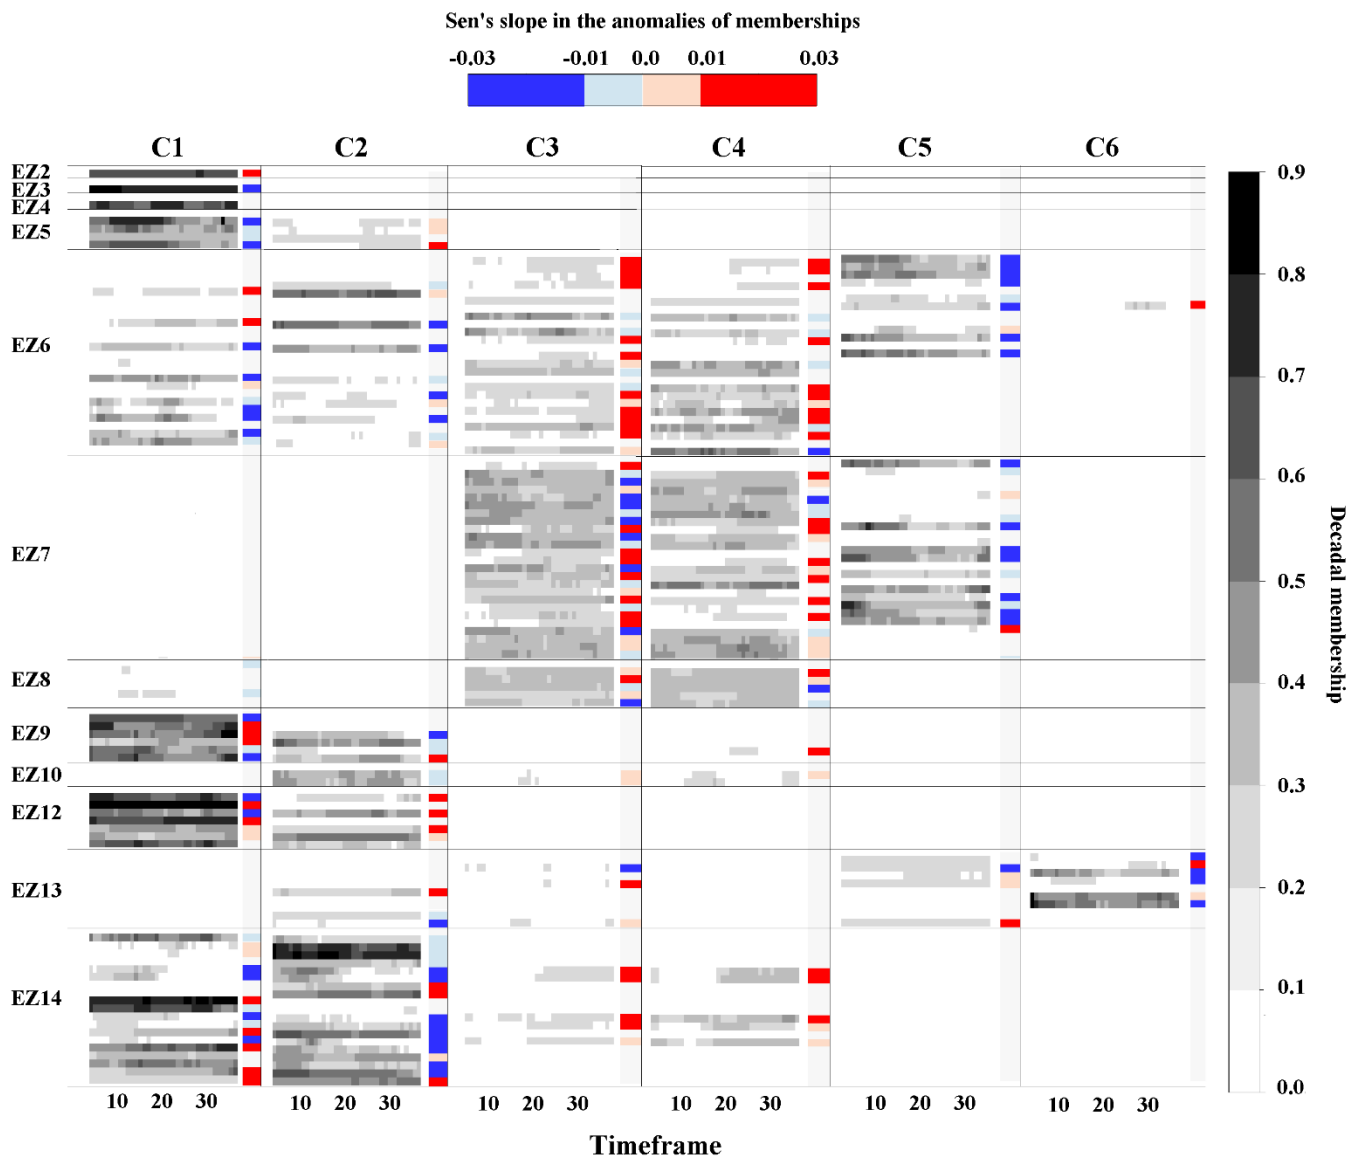 Sen's slope in the anomalies of memberships
-0.03 -0.01 0.0 0.01 0.03
C1 C2 C3 C4 C5 C6
EZ2
EZ3
EZ4
EZ5
EZ6
EZ7
EZ8
EZ9
EZ10
EZ12
EZ13
EZ14
0.9
0.8
0.7
0.6
0.5
0.4
0.3
0.2
0.1
0.0
Decadal membership
10 20 30 10 20 30 10 20 30 10 20 30 10 20 30 10 20 30
Timeframe